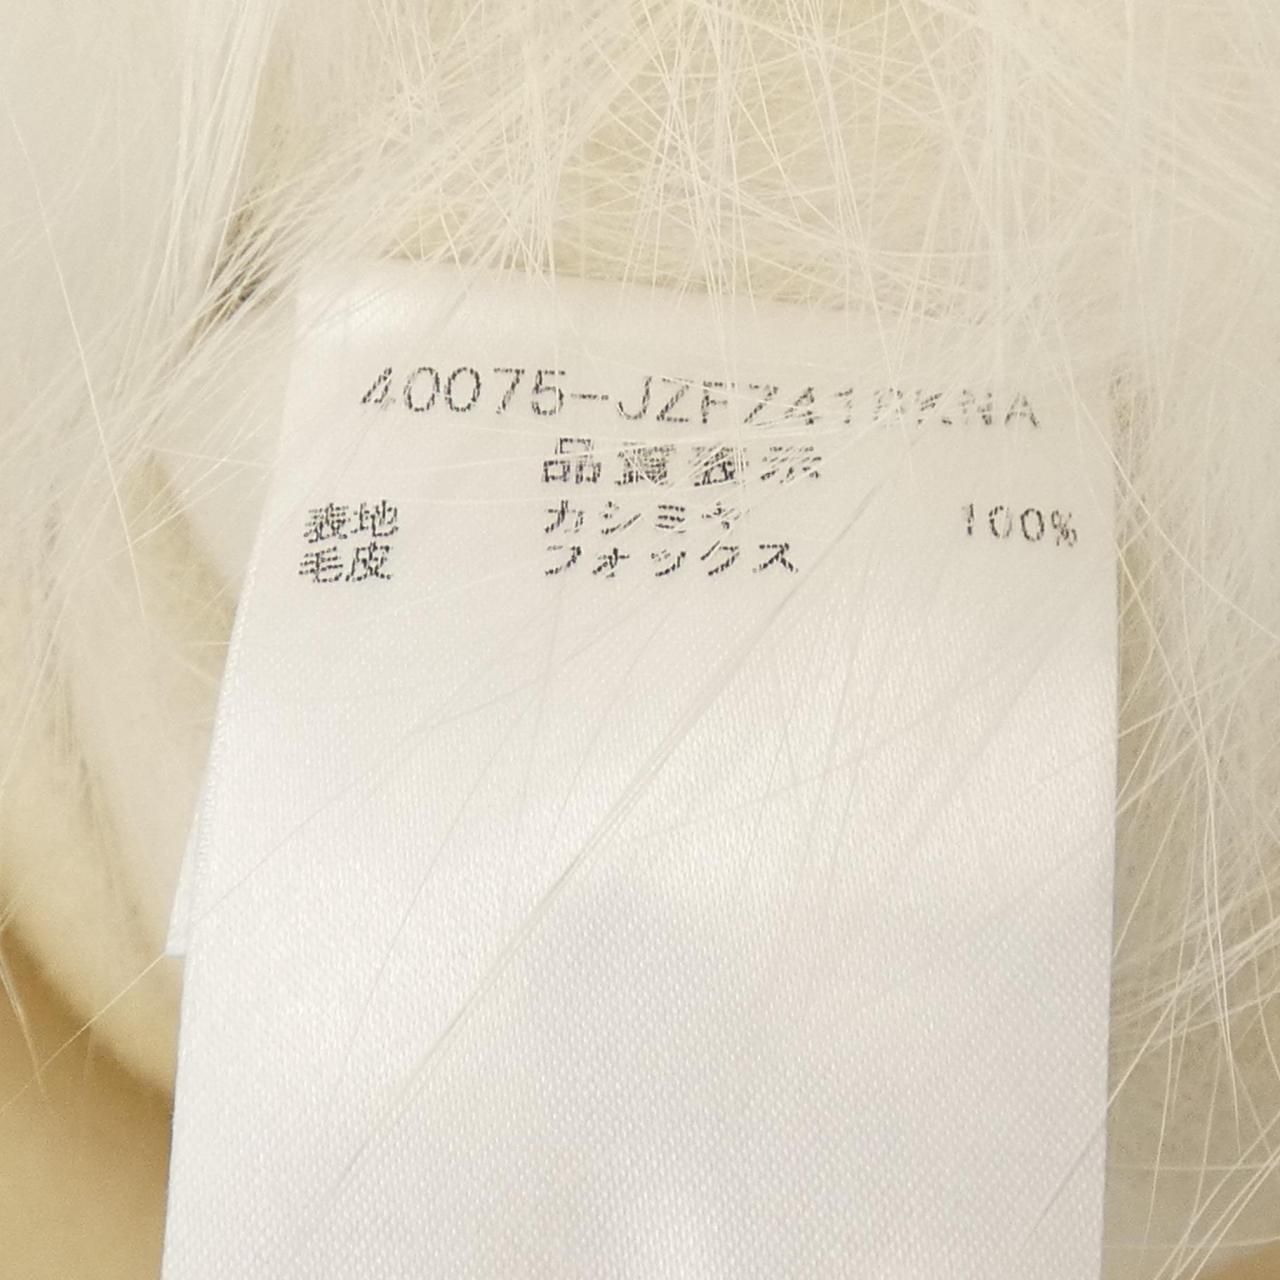 40075-JZFZ418KNA
品質表示
表地 カシミヤ 100%
毛皮 フォックス